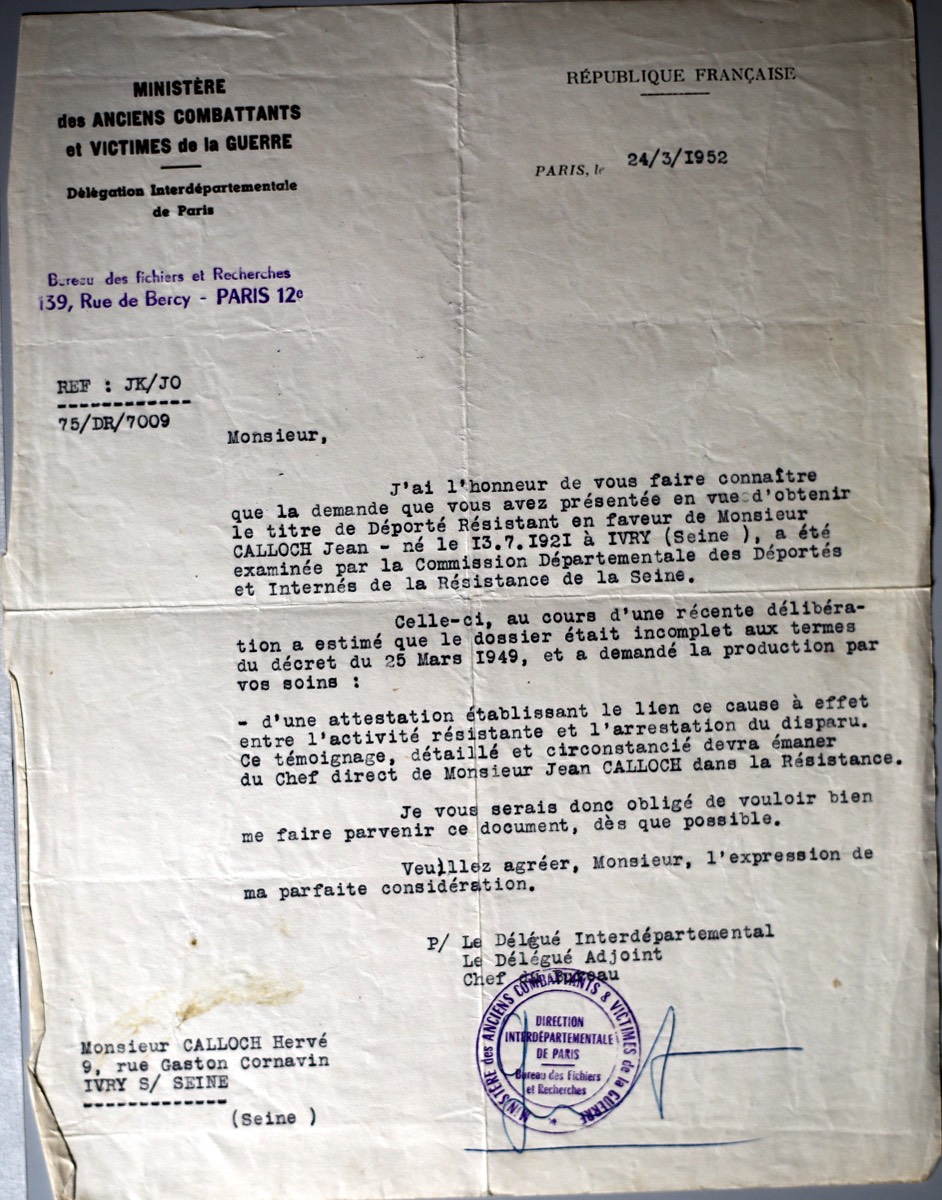 MINISTÈRE
des ANCIENS COMBATTANTS
et VICTIMES de la GUERRE
Délégation Interdépartementale
de Paris
RÉPUBLIQUE FRANÇAISE
PARIS, le 24/3/1952
Bureau des fichiers et Recherches
139, Rue de Bercy - PARIS 12e
REF : JK/JO
75/DR/7009
Monsieur,
J'ai l'honneur de vous faire connaître
que la demande que vous avez présentée en vue d'obtenir
le titre de Déporté Résistant en faveur de Monsieur
CALLOCH Jean - né le I3.7.I92I à IVRY (Seine ), a été
examinée par la Commission Départementale des Déportés
et Internés de la Résistance de la Seine.
Celle-ci, au cours d'une récente délibéra-
tion a estimé que le dossier était incomplet aux termes
du décret du 25 Mars I949, et a demandé la production par
vos soins :
- d'une attestation établissant le lien ce cause à effet
entre l'activité résistante et l'arrestation du disparu.
Ce témoignage, détaillé et circonstancié devra émaner
du Chef direct de Monsieur Jean CALLOCH dans la Résistance.
Je vous serais donc obligé de vouloir bien
me faire parvenir ce document, dès que possible.
Veuillez agréer, Monsieur, l'expression de
ma parfaite considération.
P/ Le Délégué Interdépartemental
Le Délégué Adjoint
Chef du Bureau
MINISTÈRE des ANCIENS COMBATTANTS & VICTIMES de la GUERRE
DIRECTION
INTERDÉPARTEMENTALE
DE PARIS
Bureau des Fichiers
et Recherches
Monsieur CALLOCH Hervé
9, rue Gaston Cornavin
IVRY S/ SEINE
(Seine )